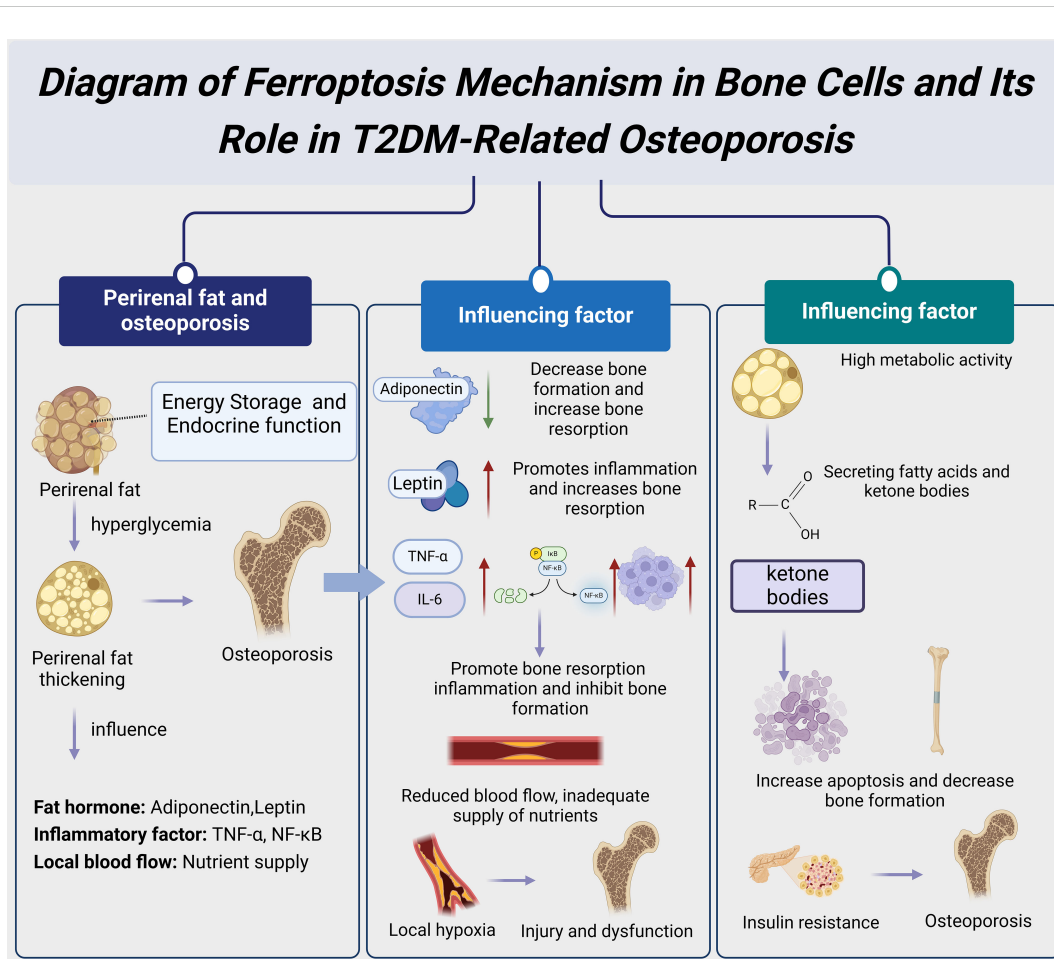 Diagram of Ferroptosis Mechanism in Bone Cells and Its
Role in T2DM-Related Osteoporosis
Perirenal fat and
osteoporosis
Energy Storage and
Endocrine function
Perirenal fat
hyperglycemia
Perirenal fat
thickening
Osteoporosis
influence
Fat hormone: Adiponectin,Leptin
Inflammatory factor: TNF-α, NF-κB
Local blood flow: Nutrient supply
Influencing factor
Adiponectin
Decrease bone
formation and
increase bone
resorption
Leptin
Promotes inflammation
and increases bone
resorption
TNF-α
IL-6
P
IκB
NF-κB
NF-κB
Promote bone resorption
inflammation and inhibit bone
formation
Reduced blood flow, inadequate
supply of nutrients
Local hypoxia
Injury and dysfunction
Influencing factor
High metabolic activity
Secreting fatty acids and
ketone bodies
R
C
O
OH
ketone
bodies
Increase apoptosis and decrease
bone formation
Insulin resistance
Osteoporosis